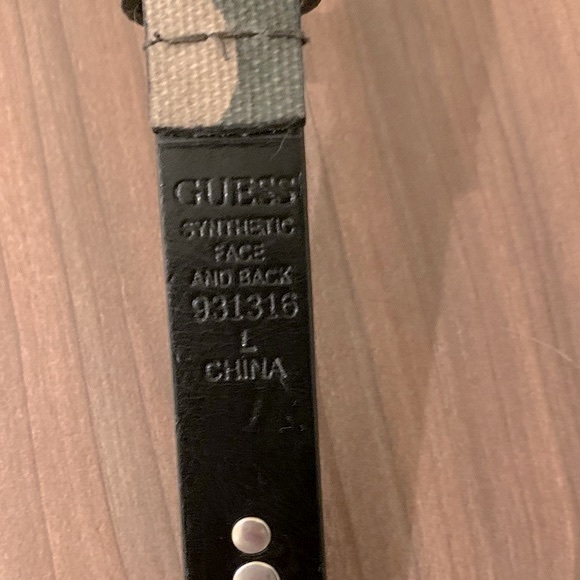 GUESS
SYNTHETIC
FACE
AND BACK
931316
L
CHINA